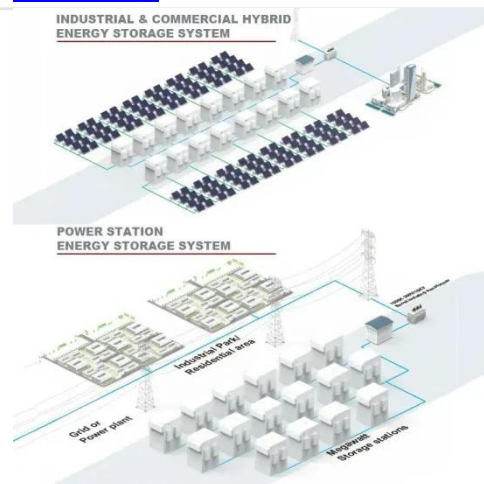 INDUSTRIAL & COMMERCIAL HYBRID
ENERGY STORAGE SYSTEM
POWER STATION
ENERGY STORAGE SYSTEM
Industrial Park/
Residential area
Grid or
Power plant
Megawatt
Storage stations